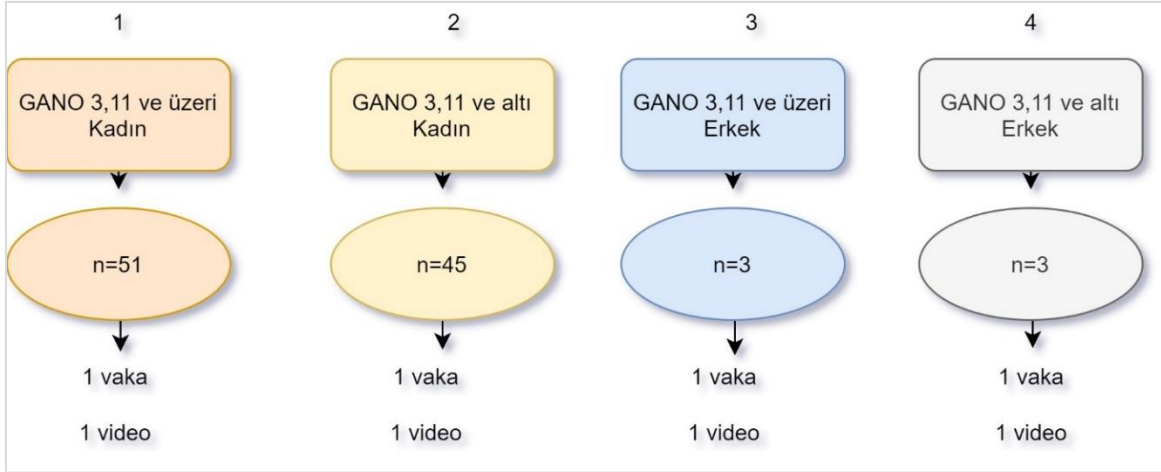 1
2
3
4
GANO 3,11 ve üzeri
Kadın
GANO 3,11 ve altı
Kadın
GANO 3,11 ve üzeri
Erkek
GANO 3,11 ve altı
Erkek
n=51
n=45
n=3
n=3
1 vaka
1 vaka
1 vaka
1 vaka
1 video
1 video
1 video
1 video